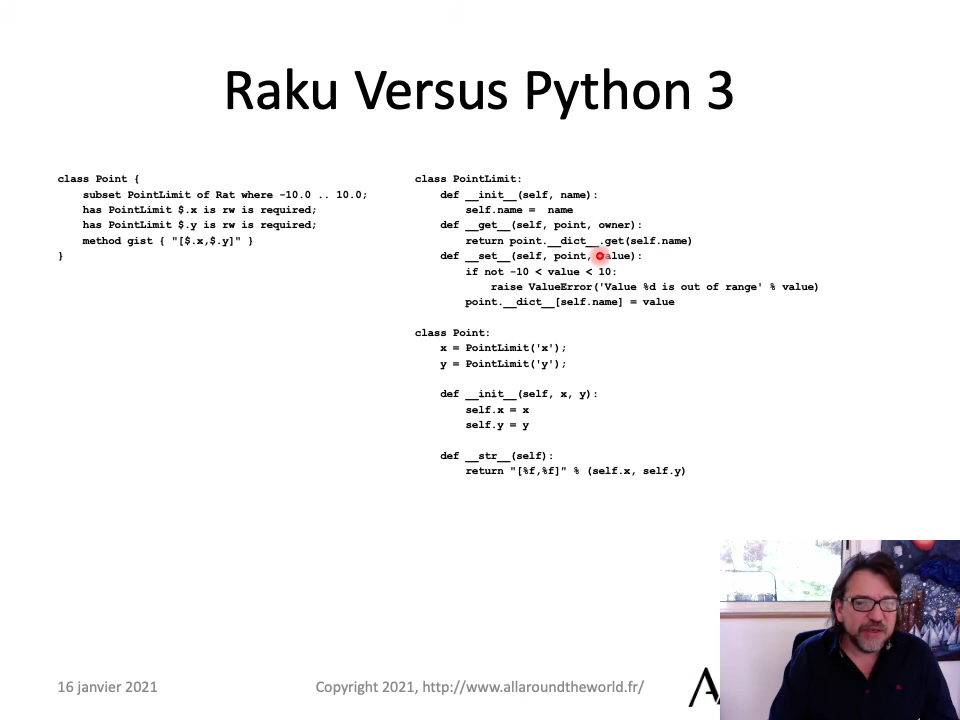 Raku Versus Python 3
class Point {
    subset PointLimit of Rat where -10.0 .. 10.0;
    has PointLimit $.x is rw is required;
    has PointLimit $.y is rw is required;
    method gist { "[$.x,$.y]" }
}
class PointLimit:
    def __init__(self, name):
        self.name =  name
    def __get__(self, point, owner):
        return point.__dict__.get(self.name)
    def __set__(self, point, value):
        if not -10 < value < 10:
            raise ValueError('Value %d is out of range' % value)
        point.__dict__[self.name] = value
class Point:
    x = PointLimit('x');
    y = PointLimit('y');
    def __init__(self, x, y):
        self.x = x
        self.y = y
    def __str__(self):
        return "[%f,%f]" % (self.x, self.y)
16 janvier 2021
Copyright 2021, http://www.allaroundtheworld.fr/